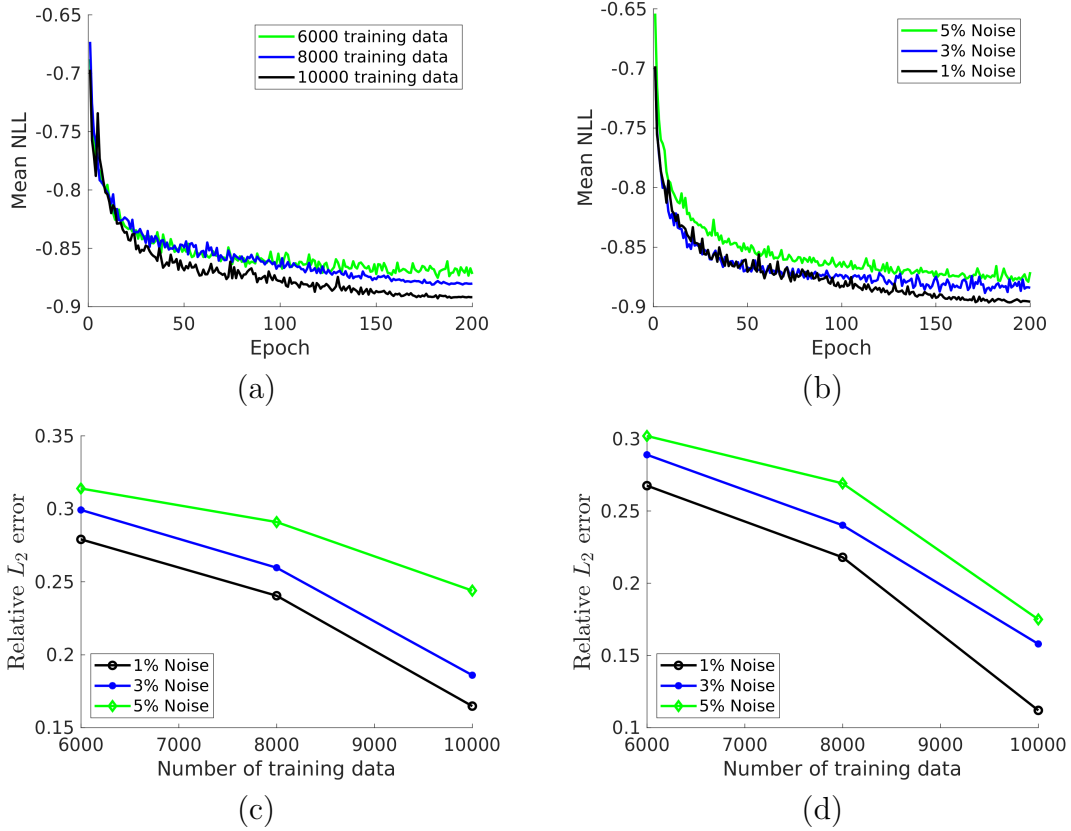 -0.65
-0.7
-0.75
-0.8
-0.85
-0.9
Mean NLL
6000 training data
8000 training data
10000 training data
0 50 100 150 200
Epoch
(a)
-0.65
-0.7
-0.75
-0.8
-0.85
-0.9
Mean NLL
5% Noise
3% Noise
1% Noise
0 50 100 150 200
Epoch
(b)
0.35
0.3
0.25
0.2
0.15
Relative L₂ error
1% Noise
3% Noise
5% Noise
6000 7000 8000 9000 10000
Number of training data
(c)
0.3
0.25
0.2
0.15
0.1
Relative L₂ error
1% Noise
3% Noise
5% Noise
6000 7000 8000 9000 10000
Number of training data
(d)